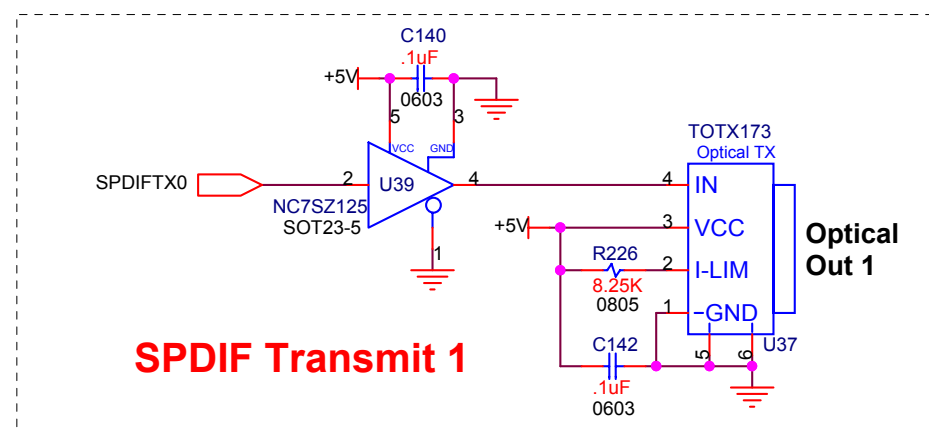 C140
.1uF
+5V
0603
5
3
VCC
GND
SPDIFTX0
2
U39
4
NC7SZ125
SOT23-5
1
TOTX173
Optical TX
4
IN
+5V
3
VCC
R226
2
I-LIM
8.25K
0805
1
GND
5
6
U37
Optical
Out 1
C142
.1uF
0603
SPDIF Transmit 1